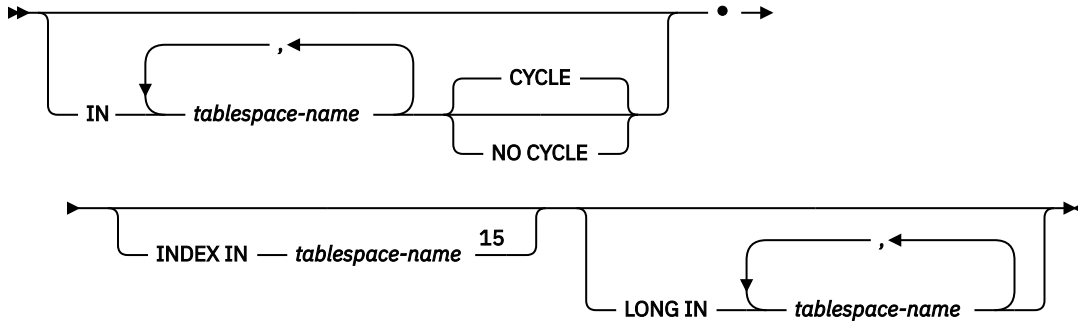 ,
CYCLE
IN tablespace-name
NO CYCLE
INDEX IN tablespace-name 15
,
LONG IN tablespace-name